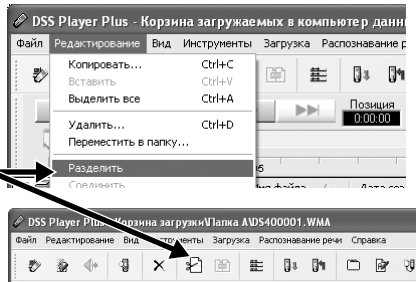 DSS Player Plus - Корзина загружаемых в компьютер данн
Файл Редактирование Вид Инструменты Загрузка Распознавание р
Копировать... Ctrl+C
Вставить Ctrl+V
Выделить все Ctrl+A
Позиция
0:00:00
Удалить... Ctrl+D
Переместить в папку...
Разделить
Соединить
DSS Player Plus - Корзина загрузки\Папка A\DS400001.WMA
Файл Редактирование Вид Инструменты Загрузка Распознавание речи Справка